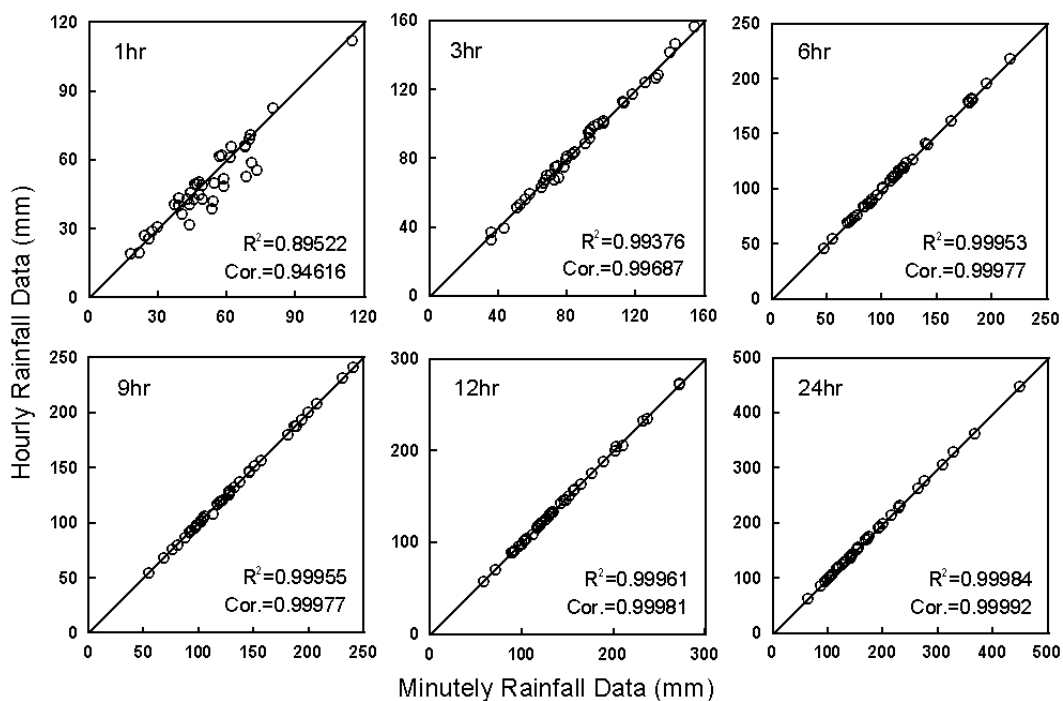 1hr
120
90
60
30
0
0 30 60 90 120
R²=0.89522
Cor.=0.94616
3hr
160
120
80
40
0
0 40 80 120 160
R²=0.99376
Cor.=0.99687
6hr
250
200
150
100
50
0
0 50 100 150 200 250
R²=0.99953
Cor.=0.99977
9hr
250
200
150
100
50
0
0 50 100 150 200 250
R²=0.99955
Cor.=0.99977
12hr
300
200
100
0
0 100 200 300
R²=0.99961
Cor.=0.99981
24hr
500
400
300
200
100
0
0 100 200 300 400 500
R²=0.99984
Cor.=0.99992
Hourly Rainfall Data (mm)
Minutely Rainfall Data (mm)